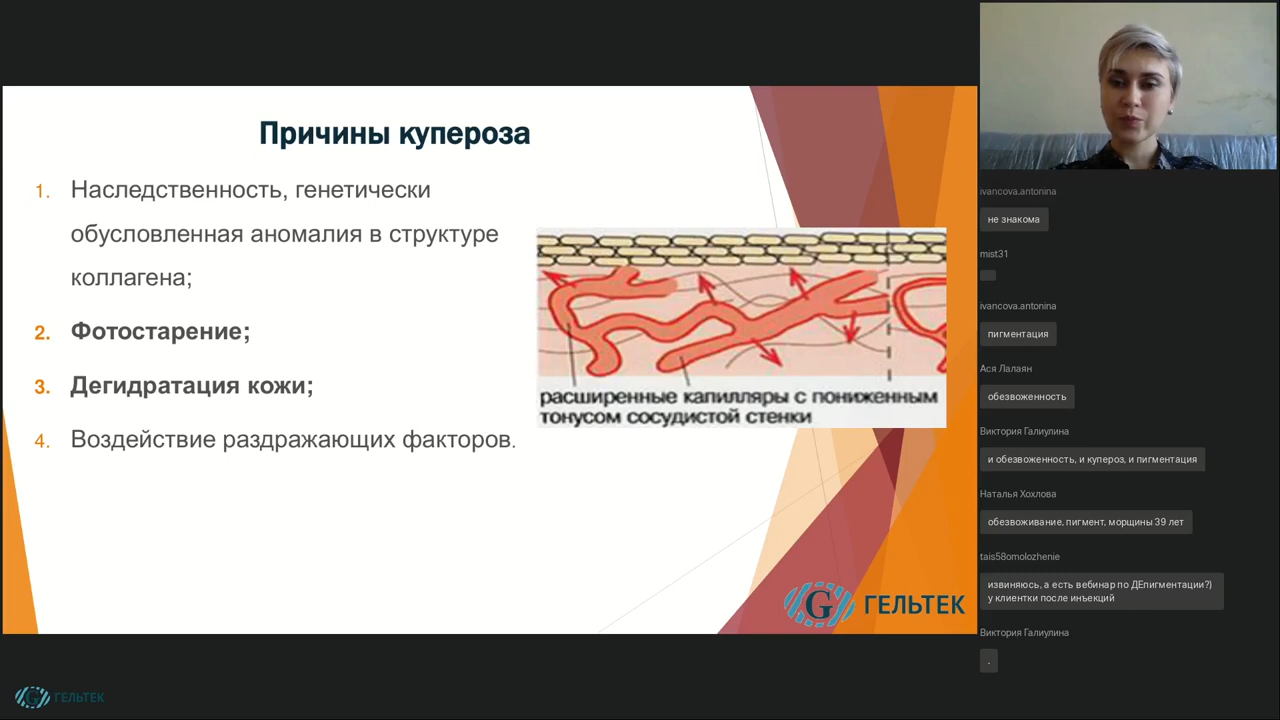 Причины купероза
1. Наследственность, генетически
обусловленная аномалия в структуре
коллагена;
2. Фотостарение;
3. Дегидратация кожи;
4. Воздействие раздражающих факторов.
расширенные капилляры с пониженным
тонусом сосудистой стенки
G ГЕЛЬТЕК
G ГЕЛЬТЕК
ivancova.antonina
не знакома
mist31
ivancova.antonina
пигментация
Ася Лалаян
обезвоженность
Виктория Галиулина
и обезвоженность, и купероз, и пигментация
Наталья Хохлова
обезвоживание, пигмент, морщины 39 лет
tais58omolozhenie
извиняюсь, а есть вебинар по ДЕпигментации?)
у клиентки после инъекций
Виктория Галиулина
.